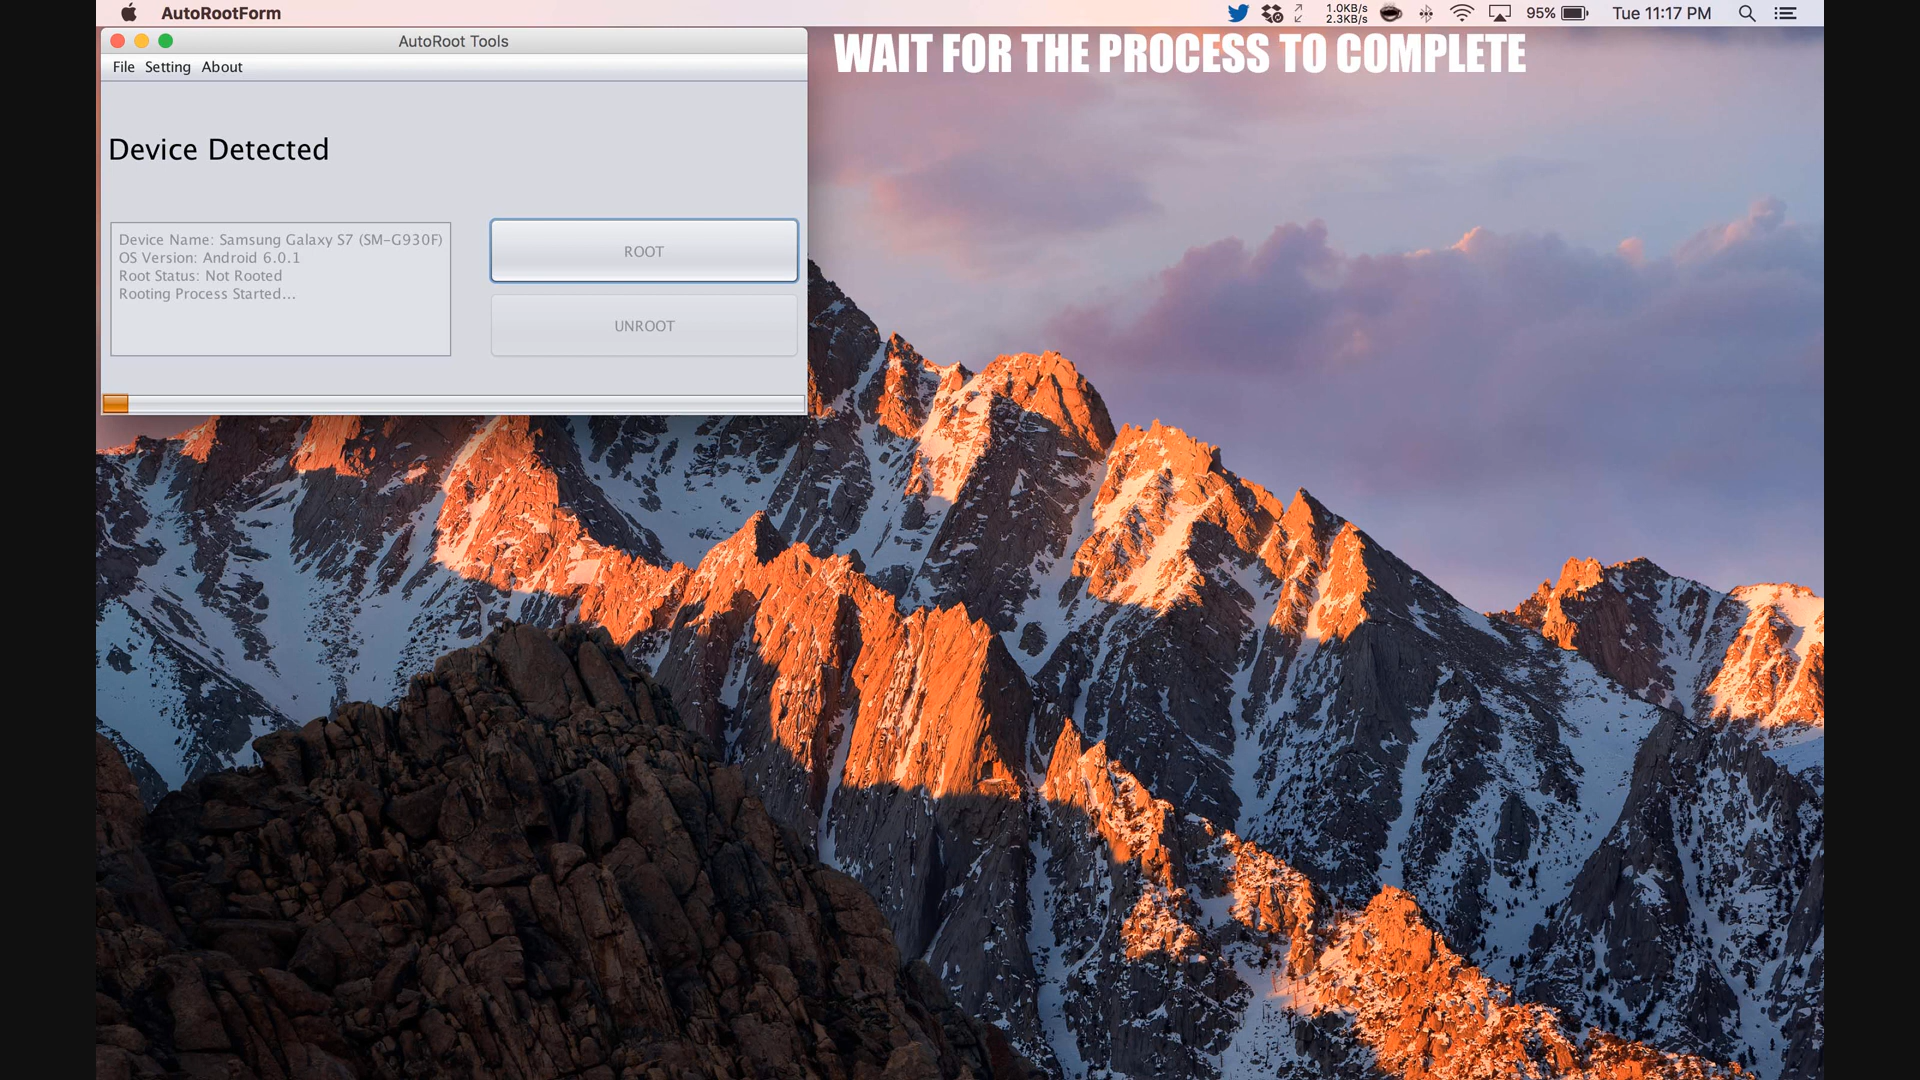 AutoRootForm
1.0KB/s
2.3KB/s
95%
Tue 11:17 PM
AutoRoot Tools
WAIT FOR THE PROCESS TO COMPLETE
File Setting About
Device Detected
Device Name: Samsung Galaxy S7 (SM-G930F)
OS Version: Android 6.0.1
Root Status: Not Rooted
Rooting Process Started...
ROOT
UNROOT